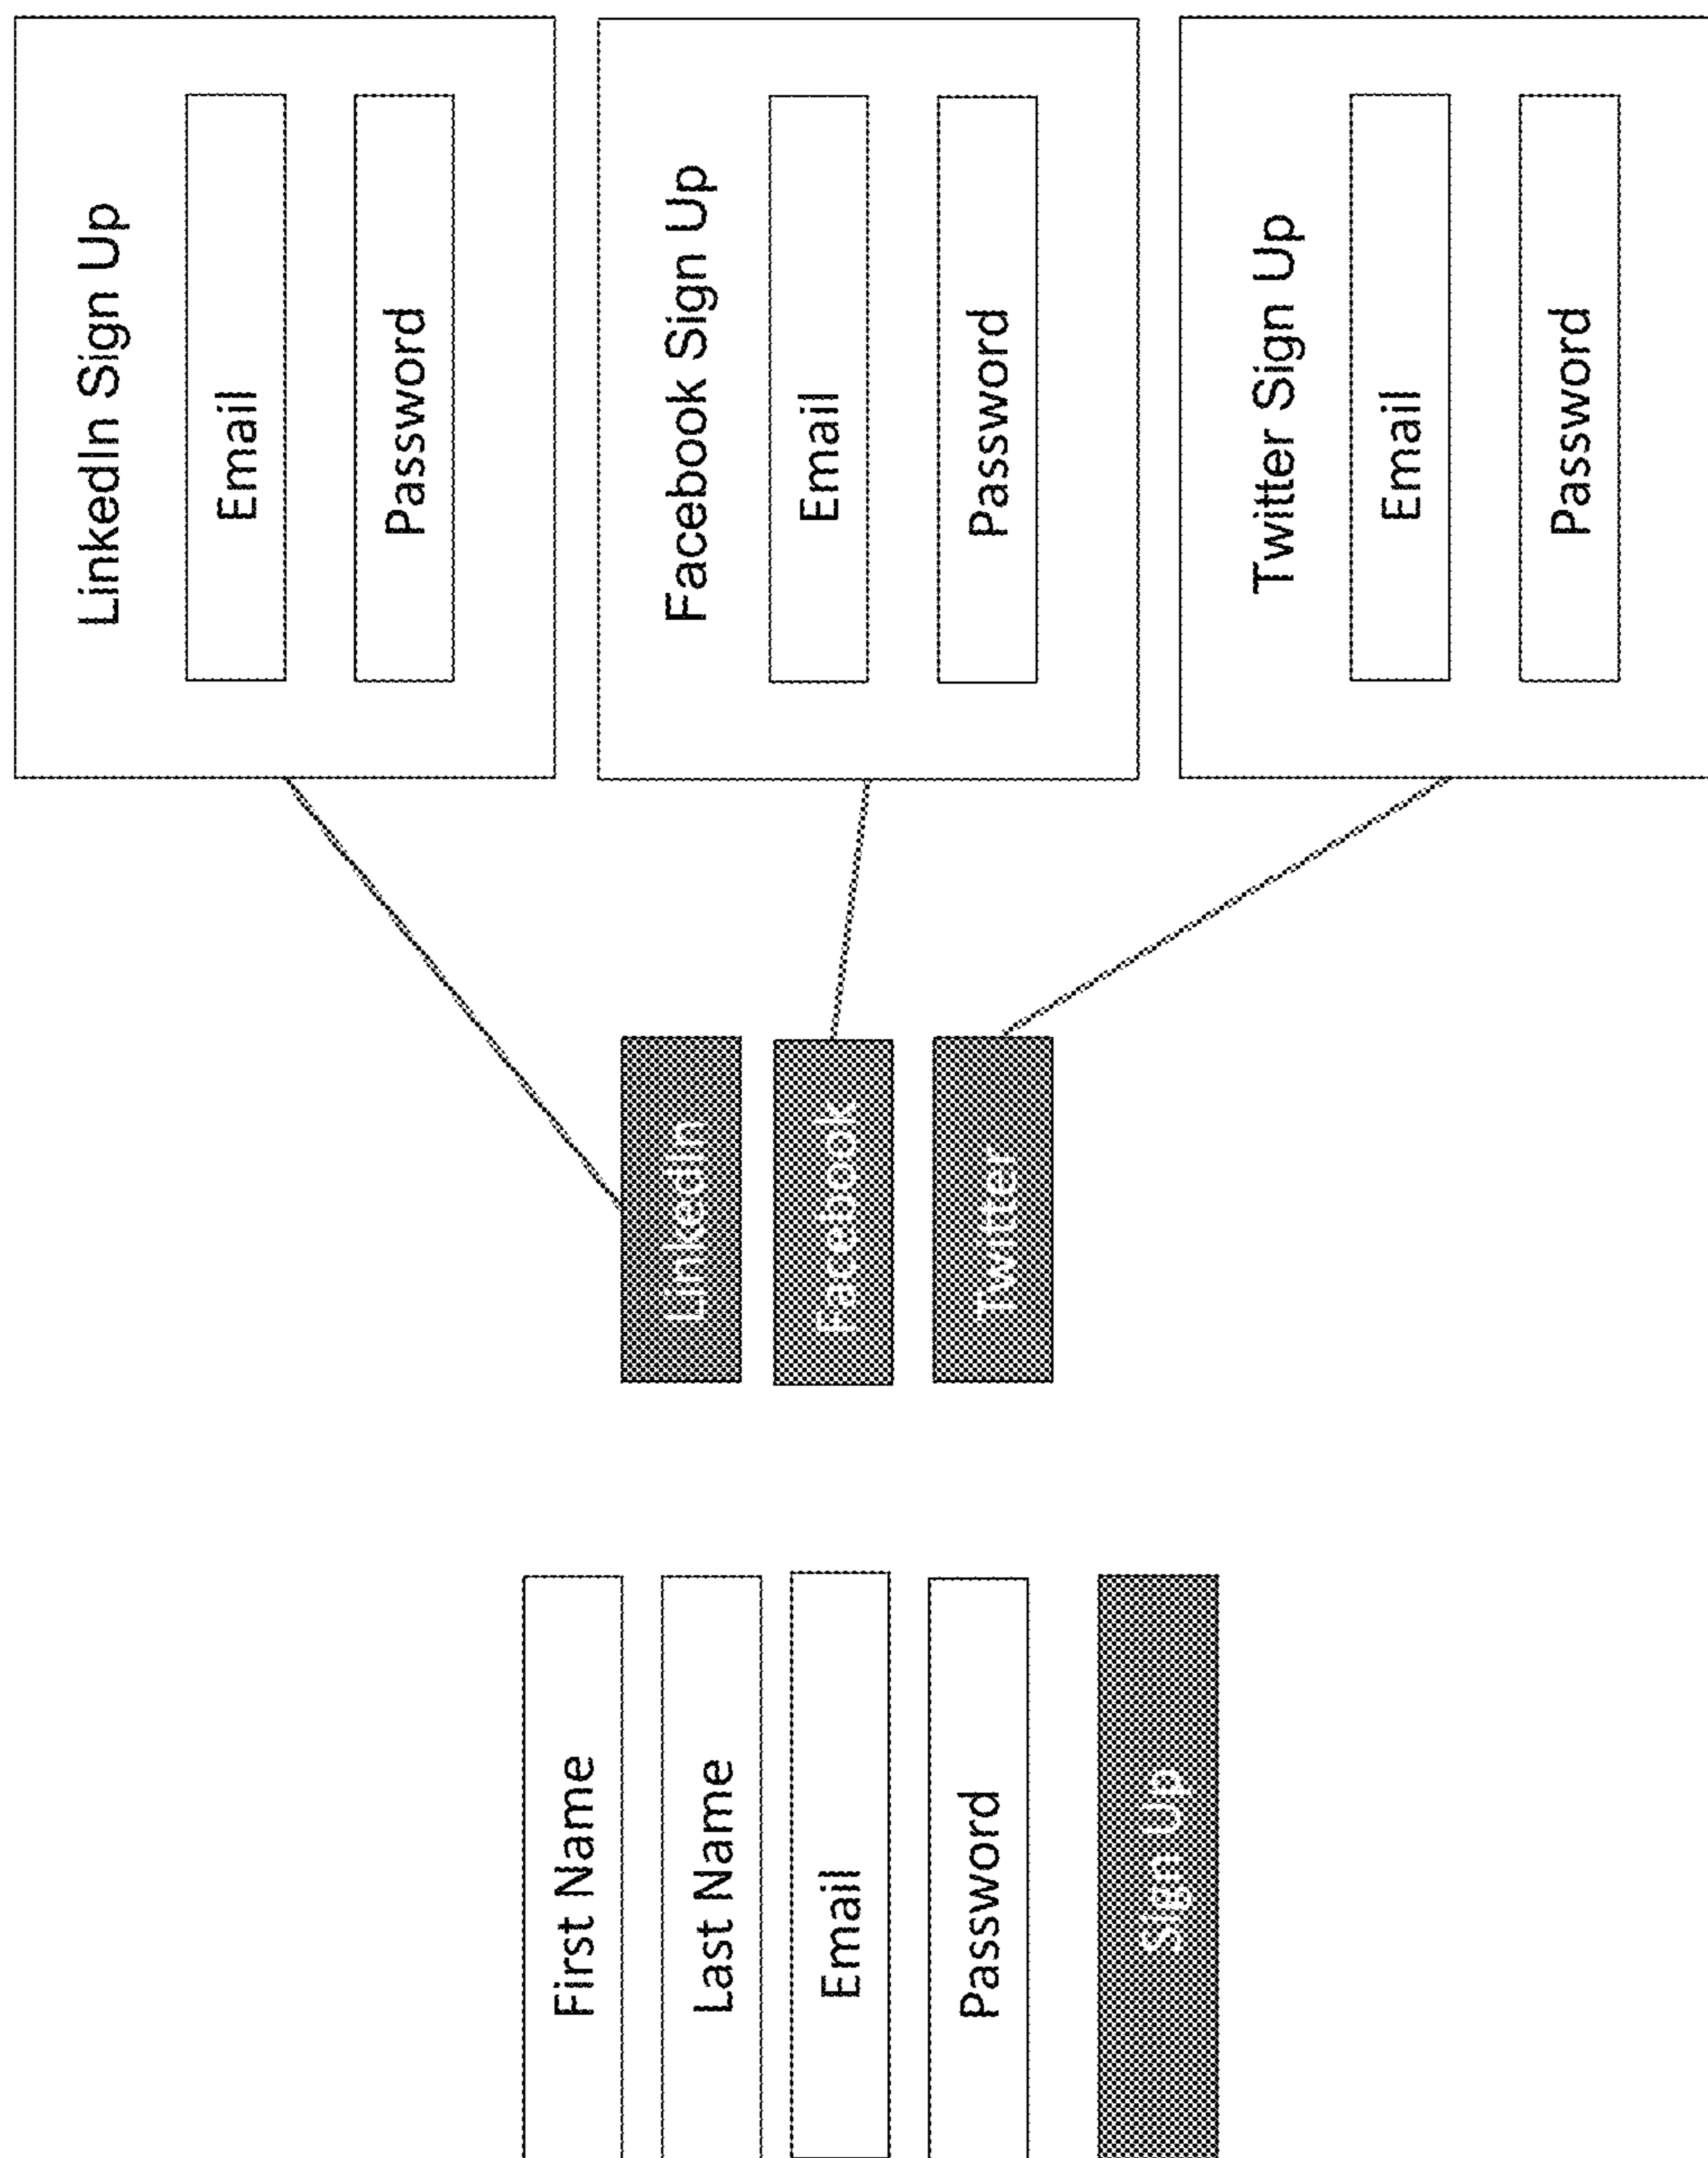 First Name
Last Name
Email
Password
Sign Up
LinkedIn
Facebook
Twitter
LinkedIn Sign Up
Email
Password
Facebook Sign Up
Email
Password
Twitter Sign Up
Email
Password